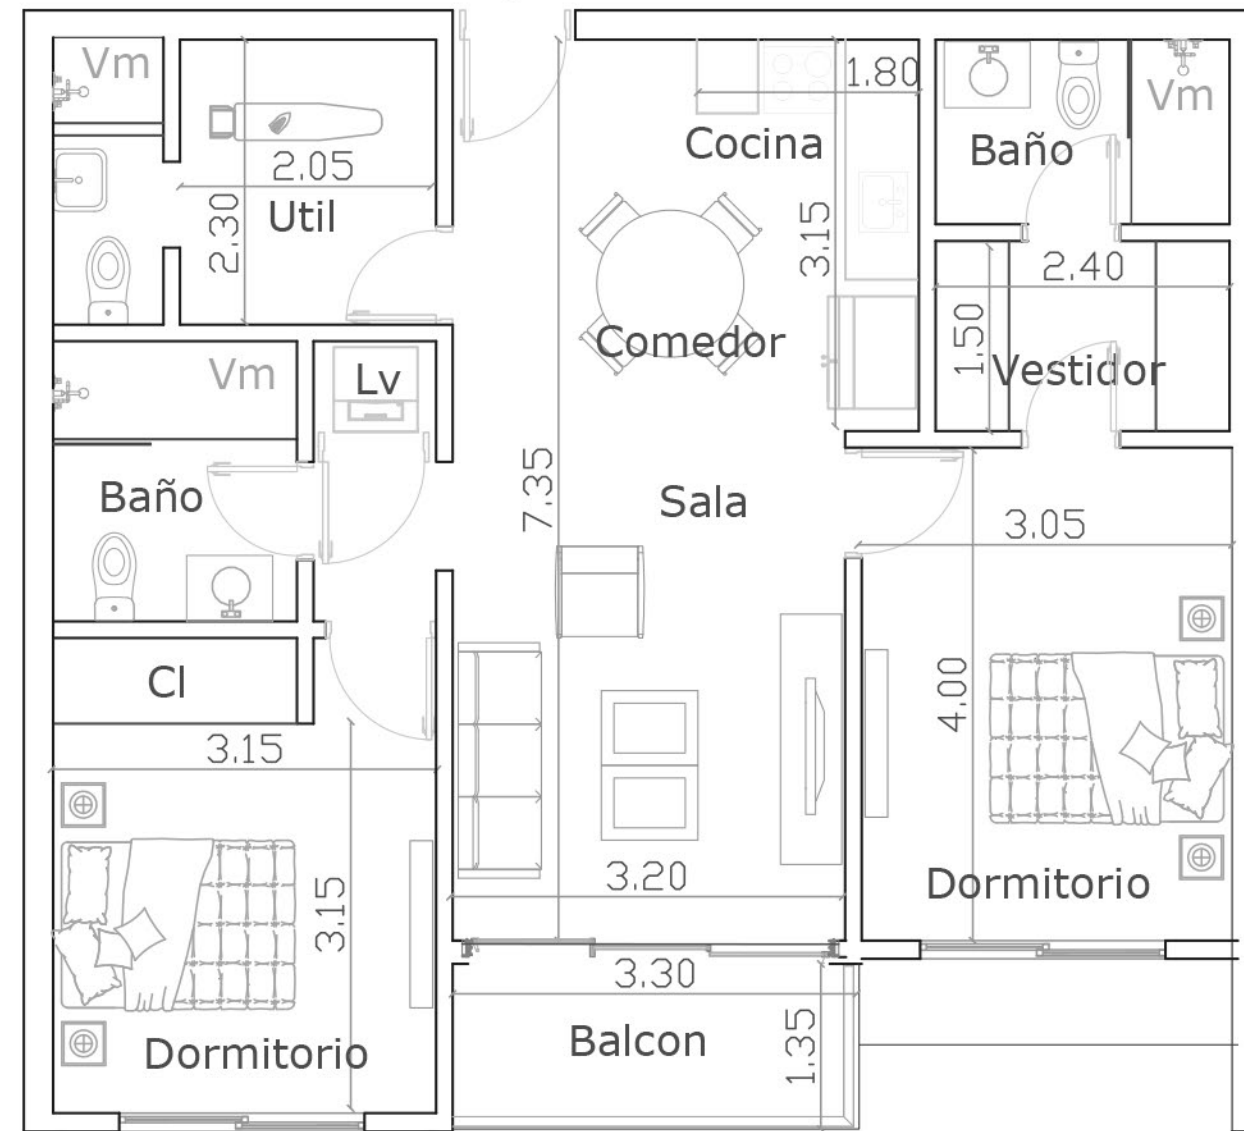 Vm
1.80
Vm
Cocina
Baño
2.05
Util
2.30
3.15
2.40
Comedor
1.50
Vestidor
Vm
Lv
Baño
7.35
Sala
3.05
Cl
4.00
3.15
3.20
Dormitorio
3.15
3.30
Balcon
1.35
Dormitorio